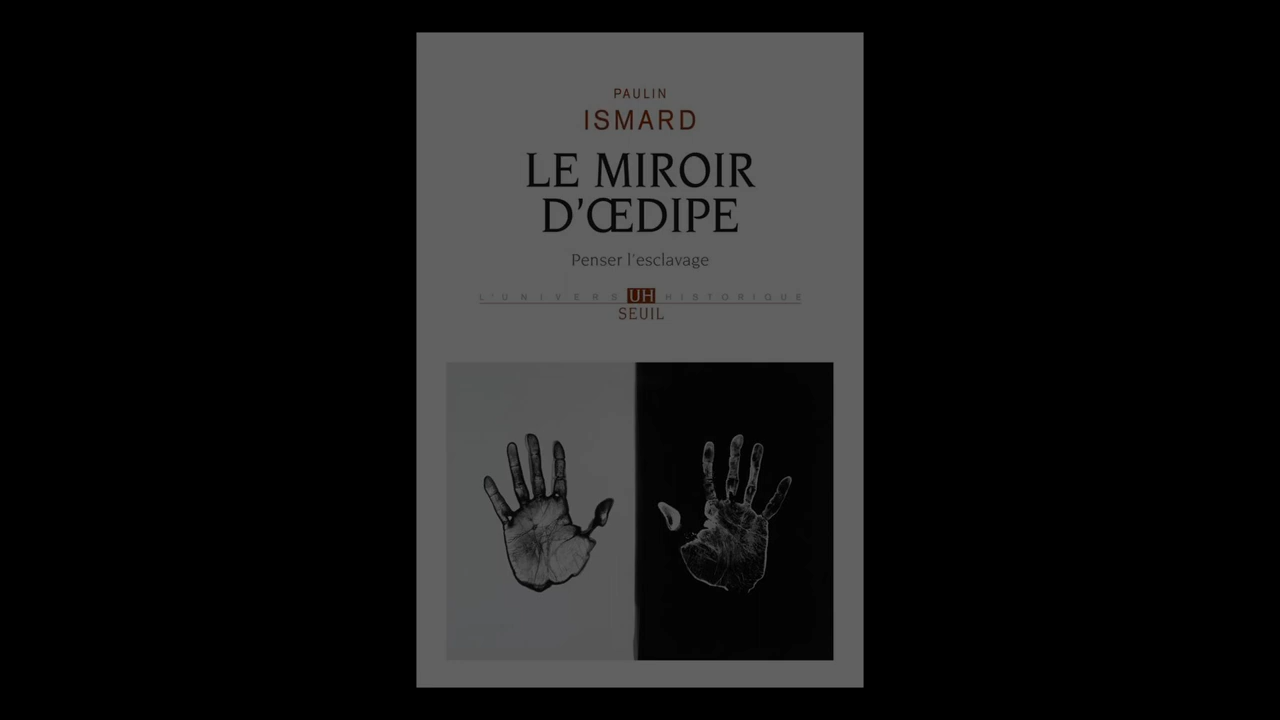 PAULIN
ISMARD
LE MIROIR
D'ŒDIPE
Penser l'esclavage
L'UNIVERS UH HISTORIQUE
SEUIL